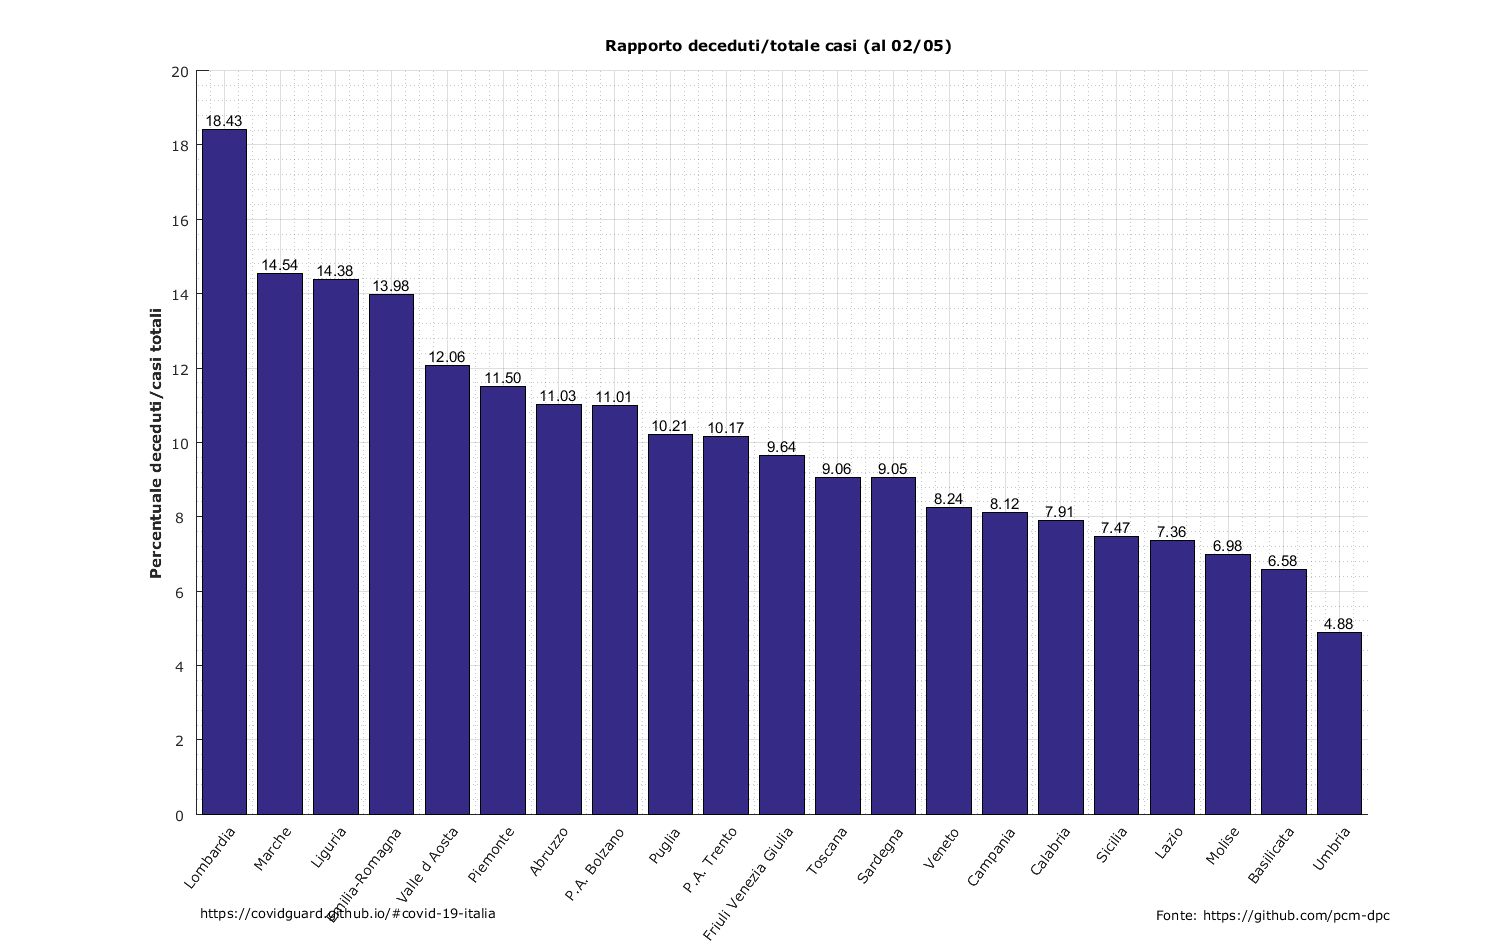 Rapporto deceduti/totale casi (al 02/05)
Percentuale deceduti/casi totali
20
18
16
14
12
10
8
6
4
2
0
18.43
14.54
14.38
13.98
12.06
11.50
11.03
11.01
10.21
10.17
9.64
9.06
9.05
8.24
8.12
7.91
7.47
7.36
6.98
6.58
4.88
Lombardia
Marche
Liguria
Emilia-Romagna
Valle d Aosta
Piemonte
Abruzzo
P.A. Bolzano
Puglia
P.A. Trento
Friuli Venezia Giulia
Toscana
Sardegna
Veneto
Campania
Calabria
Sicilia
Lazio
Molise
Basilicata
Umbria
https://covidguard.github.io/#covid-19-italia
Fonte: https://github.com/pcm-dpc